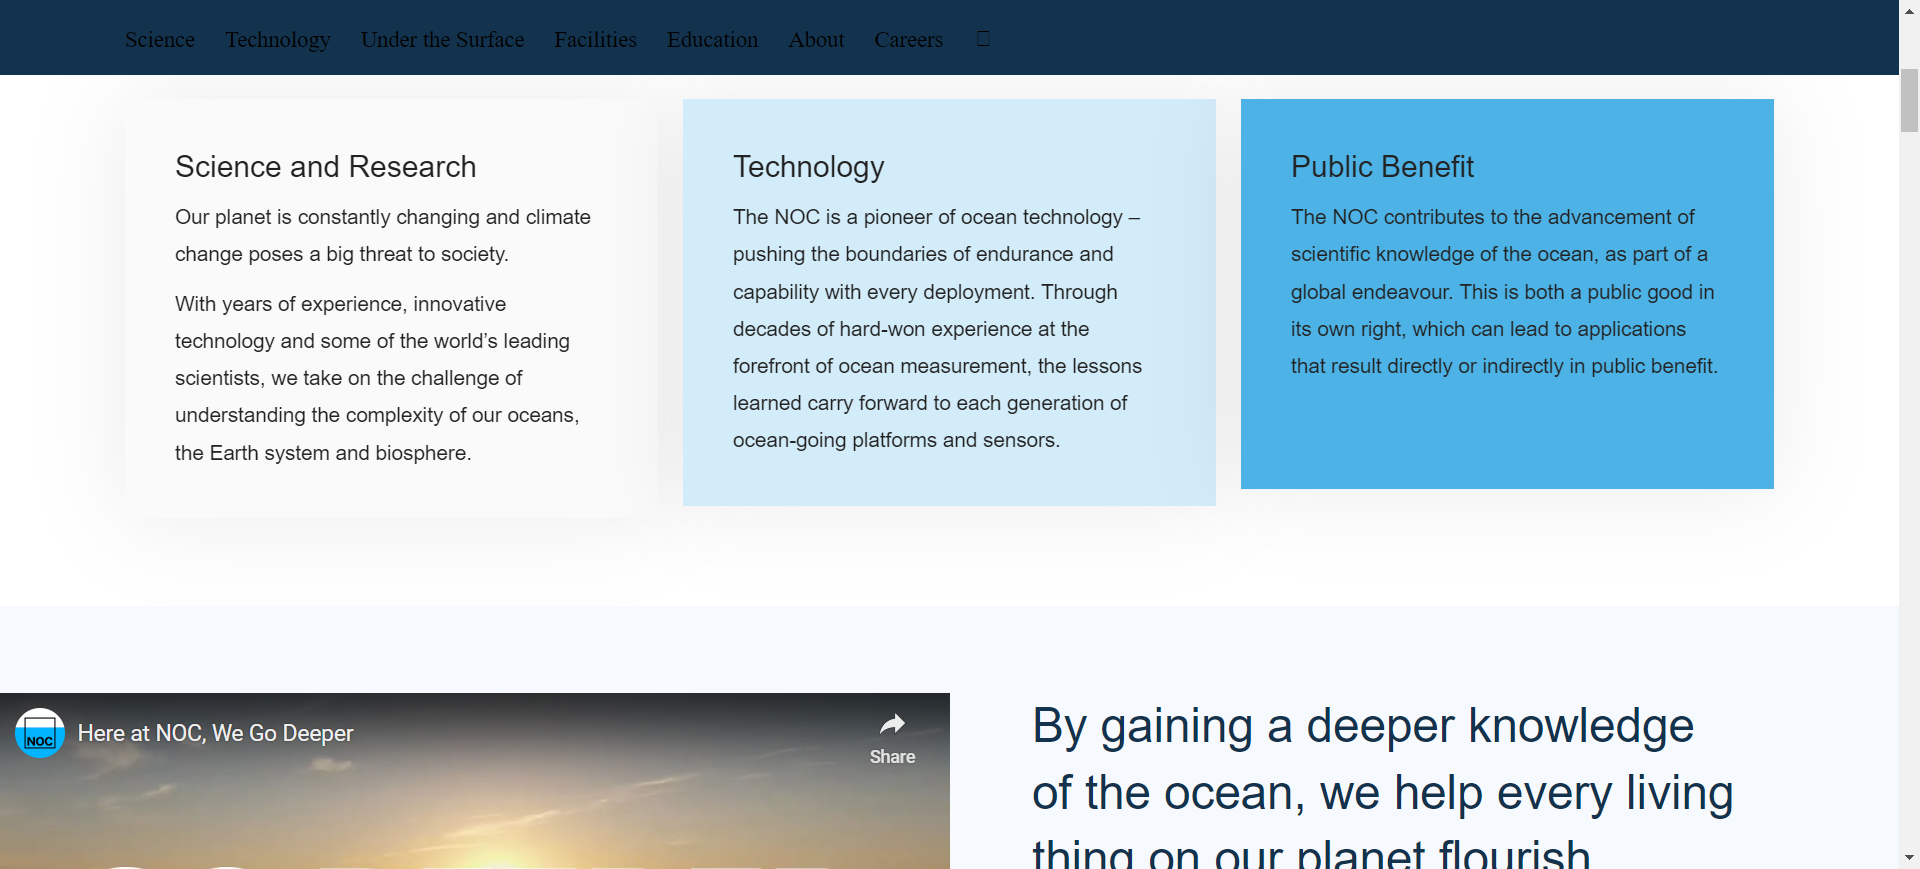 Science Technology Under the Surface Facilities Education About Careers
Science and Research
Our planet is constantly changing and climate
change poses a big threat to society.
With years of experience, innovative
technology and some of the world’s leading
scientists, we take on the challenge of
understanding the complexity of our oceans,
the Earth system and biosphere.
Technology
The NOC is a pioneer of ocean technology –
pushing the boundaries of endurance and
capability with every deployment. Through
decades of hard-won experience at the
forefront of ocean measurement, the lessons
learned carry forward to each generation of
ocean-going platforms and sensors.
Public Benefit
The NOC contributes to the advancement of
scientific knowledge of the ocean, as part of a
global endeavour. This is both a public good in
its own right, which can lead to applications
that result directly or indirectly in public benefit.
NOC
Here at NOC, We Go Deeper
Share
By gaining a deeper knowledge
of the ocean, we help every living
thing on our planet flourish